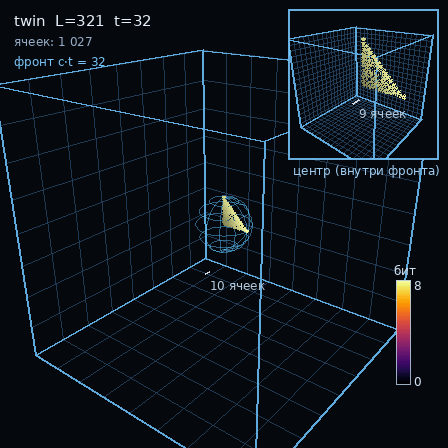 twin L=321 t=32
ячеек: 1 027
фронт c·t = 32
9 ячеек
центр (внутри фронта)
10 ячеек
бит
8
0